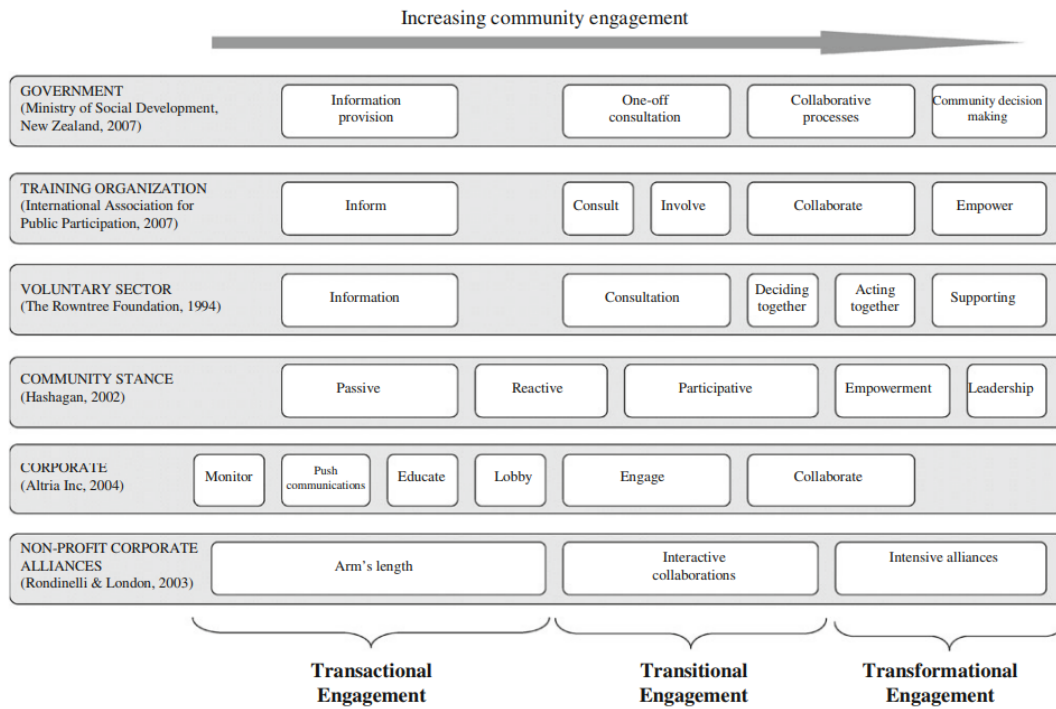 Increasing community engagement
GOVERNMENT
(Ministry of Social Development,
New Zealand, 2007)
Information
provision
One-off
consultation
Collaborative
processes
Community decision
making
TRAINING ORGANIZATION
(International Association for
Public Participation, 2007)
Inform
Consult
Involve
Collaborate
Empower
VOLUNTARY SECTOR
(The Rowntree Foundation, 1994)
Information
Consultation
Deciding
together
Acting
together
Supporting
COMMUNITY STANCE
(Hashagan, 2002)
Passive
Reactive
Participative
Empowerment
Leadership
CORPORATE
(Altria Inc, 2004)
Monitor
Push
communications
Educate
Lobby
Engage
Collaborate
NON-PROFIT CORPORATE
ALLIANCES
(Rondinelli & London, 2003)
Arm's length
Interactive
collaborations
Intensive alliances
Transactional
Engagement
Transitional
Engagement
Transformational
Engagement